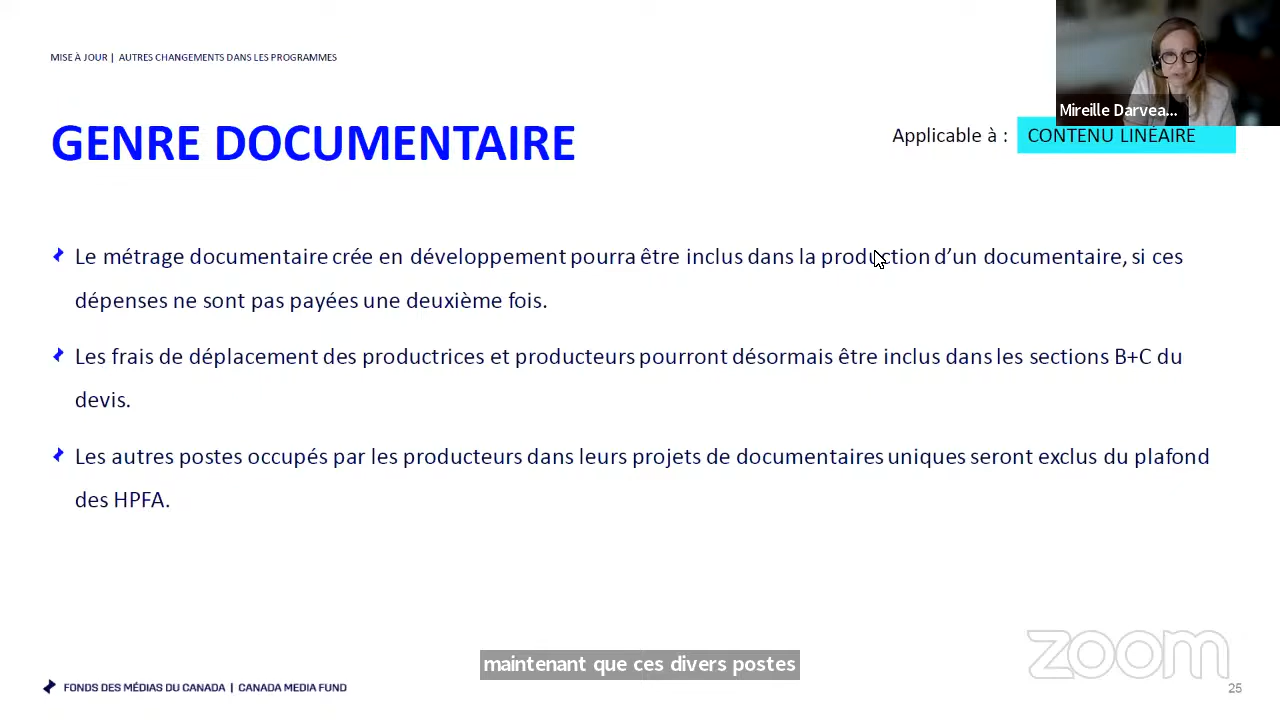 MISE À JOUR | AUTRES CHANGEMENTS DANS LES PROGRAMMES
Mireille Darvea...
GENRE DOCUMENTAIRE
Applicable à : CONTENU LINÉAIRE
Le métrage documentaire crée en développement pourra être inclus dans la production d'un documentaire, si ces
dépenses ne sont pas payées une deuxième fois.
Les frais de déplacement des productrices et producteurs pourront désormais être inclus dans les sections B+C du
devis.
Les autres postes occupés par les producteurs dans leurs projets de documentaires uniques seront exclus du plafond
des HPFA.
maintenant que ces divers postes
zoom
FONDS DES MÉDIAS DU CANADA | CANADA MEDIA FUND
25